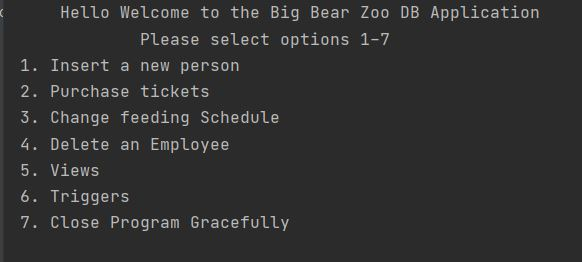 Hello Welcome to the Big Bear Zoo DB Application
Please select options 1-7
1. Insert a new person
2. Purchase tickets
3. Change feeding Schedule
4. Delete an Employee
5. Views
6. Triggers
7. Close Program Gracefully